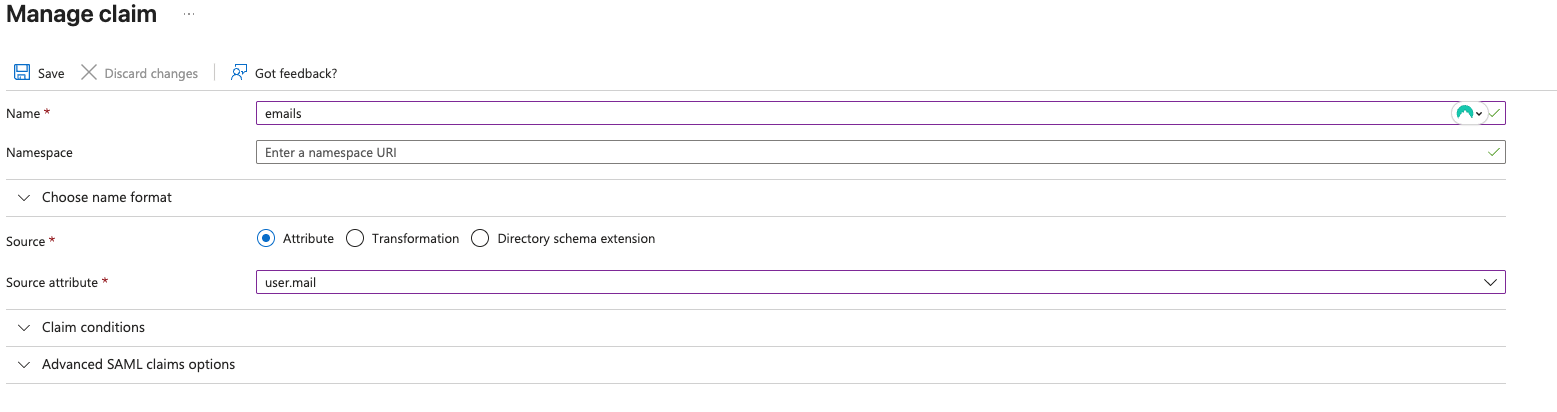 Manage claim ...
Save Discard changes Got feedback?
Name * emails
Namespace Enter a namespace URI
Choose name format
Source * Attribute Transformation Directory schema extension
Source attribute * user.mail
Claim conditions
Advanced SAML claims options